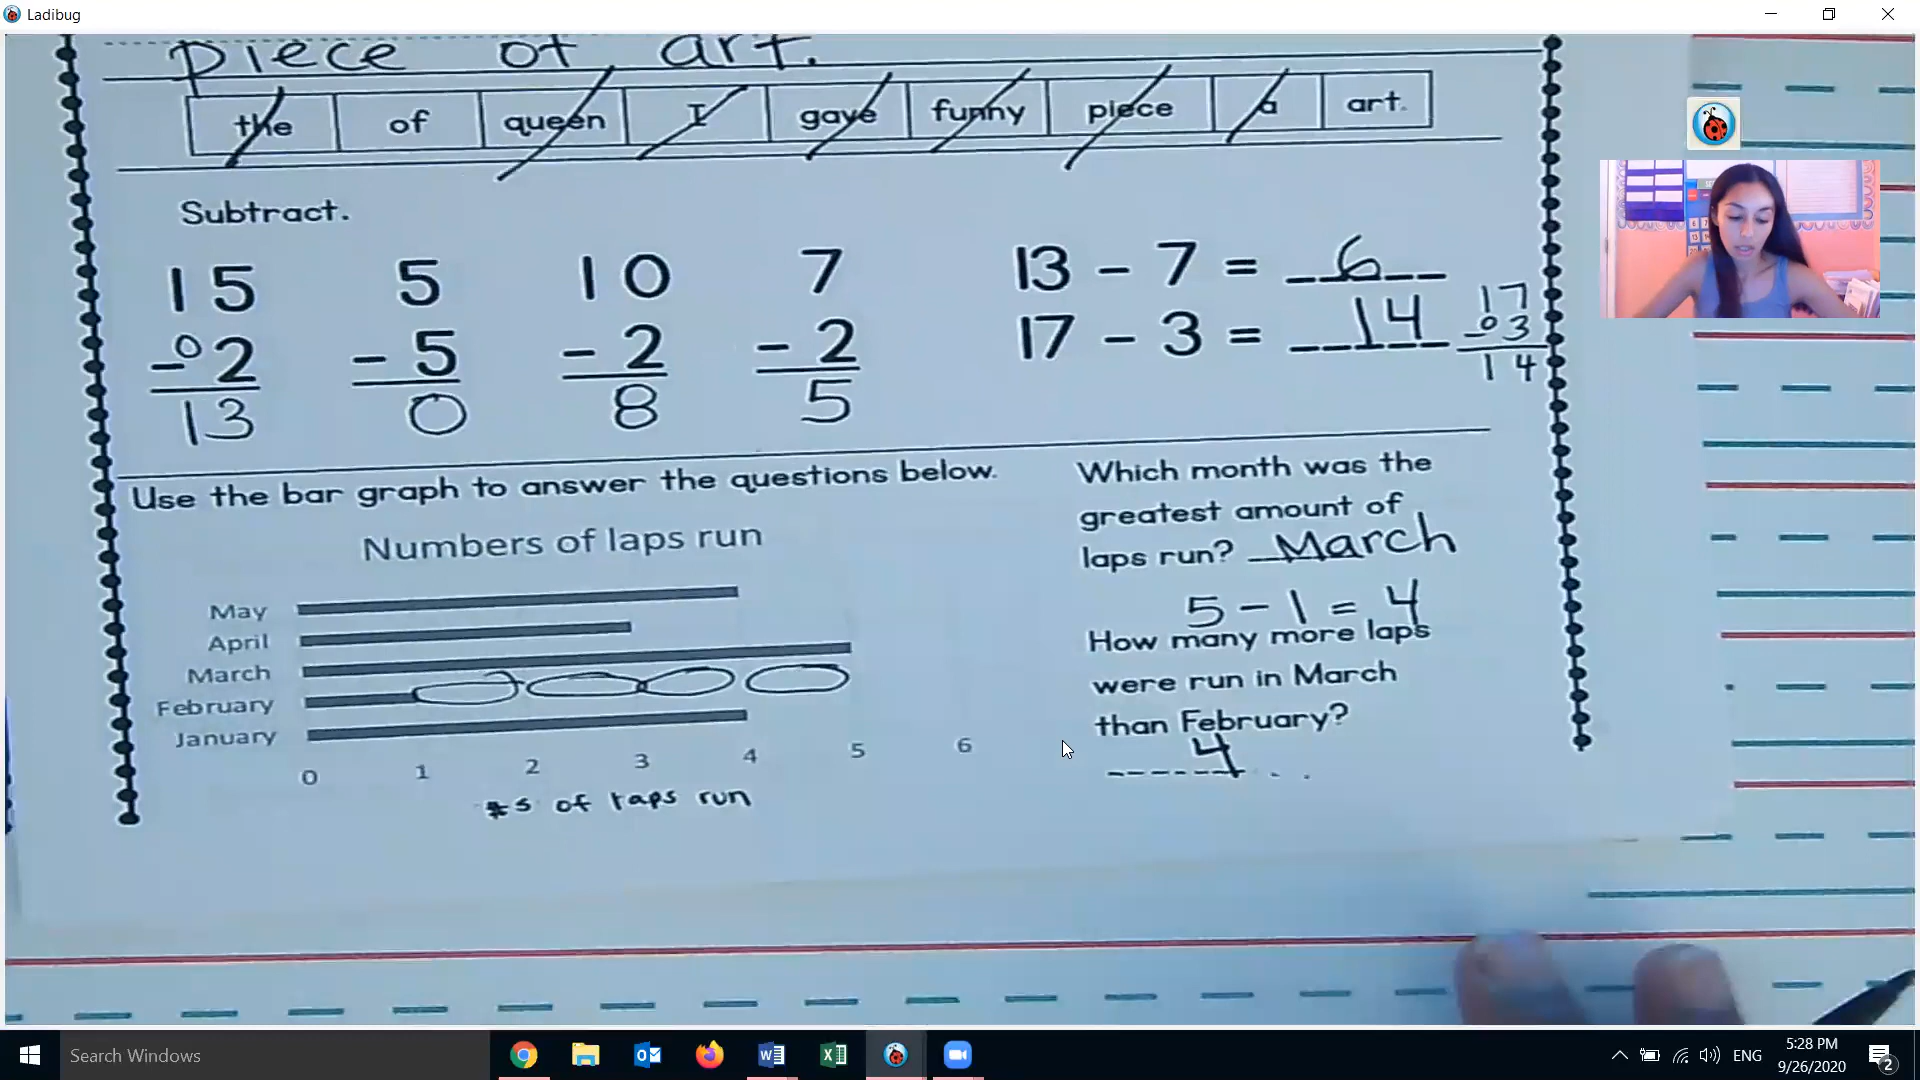 Ladibug
piece of art.
the of queen I gave funny piece a art.
Subtract.
15 5 10 7 13 - 7 = 6
- 02 - 5 - 2 - 2 17 - 3 = 14
13 0 8 5
17
- 03
14
Use the bar graph to answer the questions below.
Numbers of laps run
May
April
March
February
January
0 1 2 3 4 5 6
#s of laps run
Which month was the
greatest amount of
laps run? March
5 - 1 = 4
How many more laps
were run in March
than February?
4
Search Windows
ENG
5:28 PM
9/26/2020
2